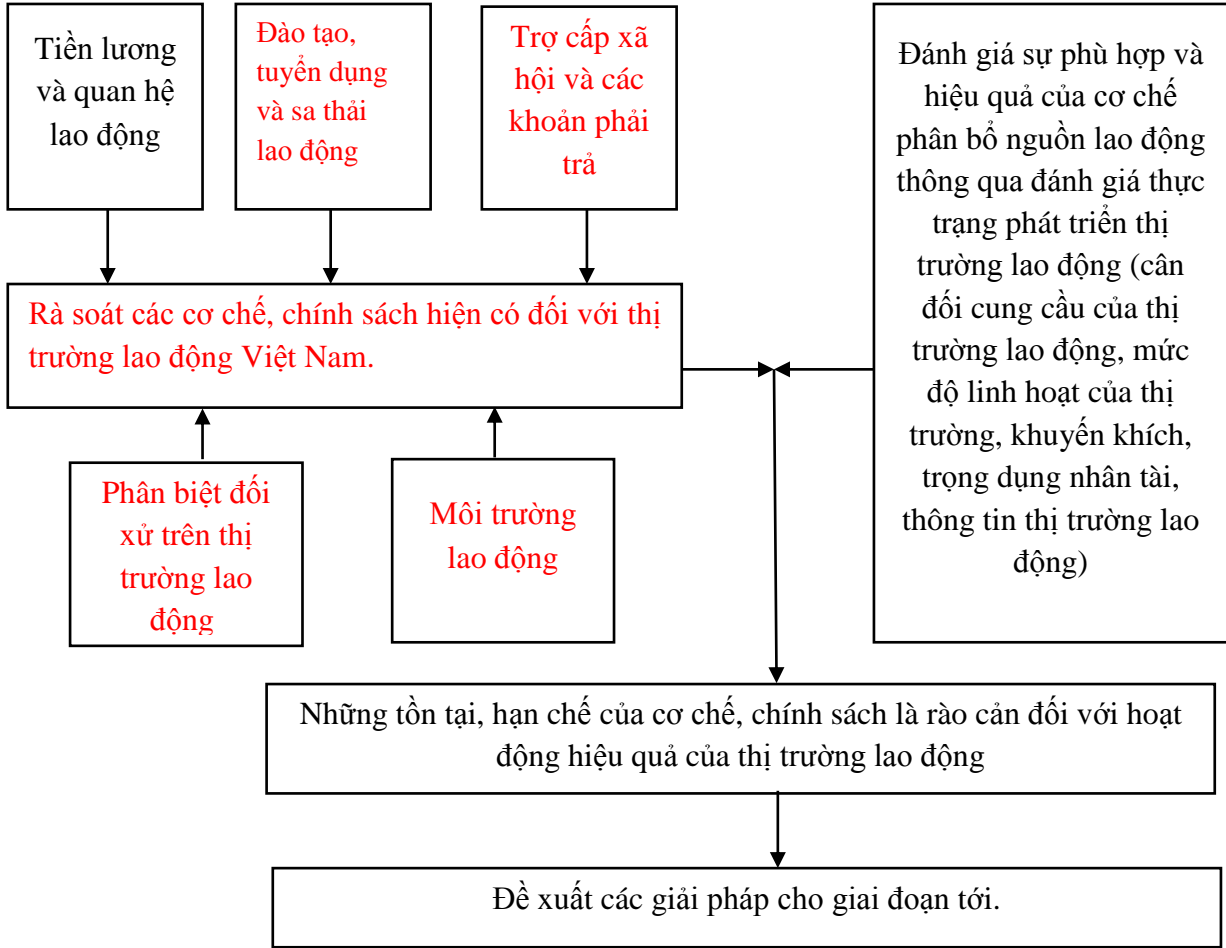 Tiền lương
và quan hệ
lao động
Đào tạo,
tuyển dụng
và sa thải
lao động
Trợ cấp xã
hội và các
khoản phải
trả
Đánh giá sự phù hợp và
hiệu quả của cơ chế
phân bổ nguồn lao động
thông qua đánh giá thực
trạng phát triển thị
trường lao động (cân
đối cung cầu của thị
trường lao động, mức
độ linh hoạt của thị
trường, khuyến khích,
trọng dụng nhân tài,
thông tin thị trường lao
động)
Rà soát các cơ chế, chính sách hiện có đối với thị
trường lao động Việt Nam.
Phân biệt đối
xử trên thị
trường lao
động
Môi trường
lao động
Những tồn tại, hạn chế của cơ chế, chính sách là rào cản đối với hoạt
động hiệu quả của thị trường lao động
Đề xuất các giải pháp cho giai đoạn tới.